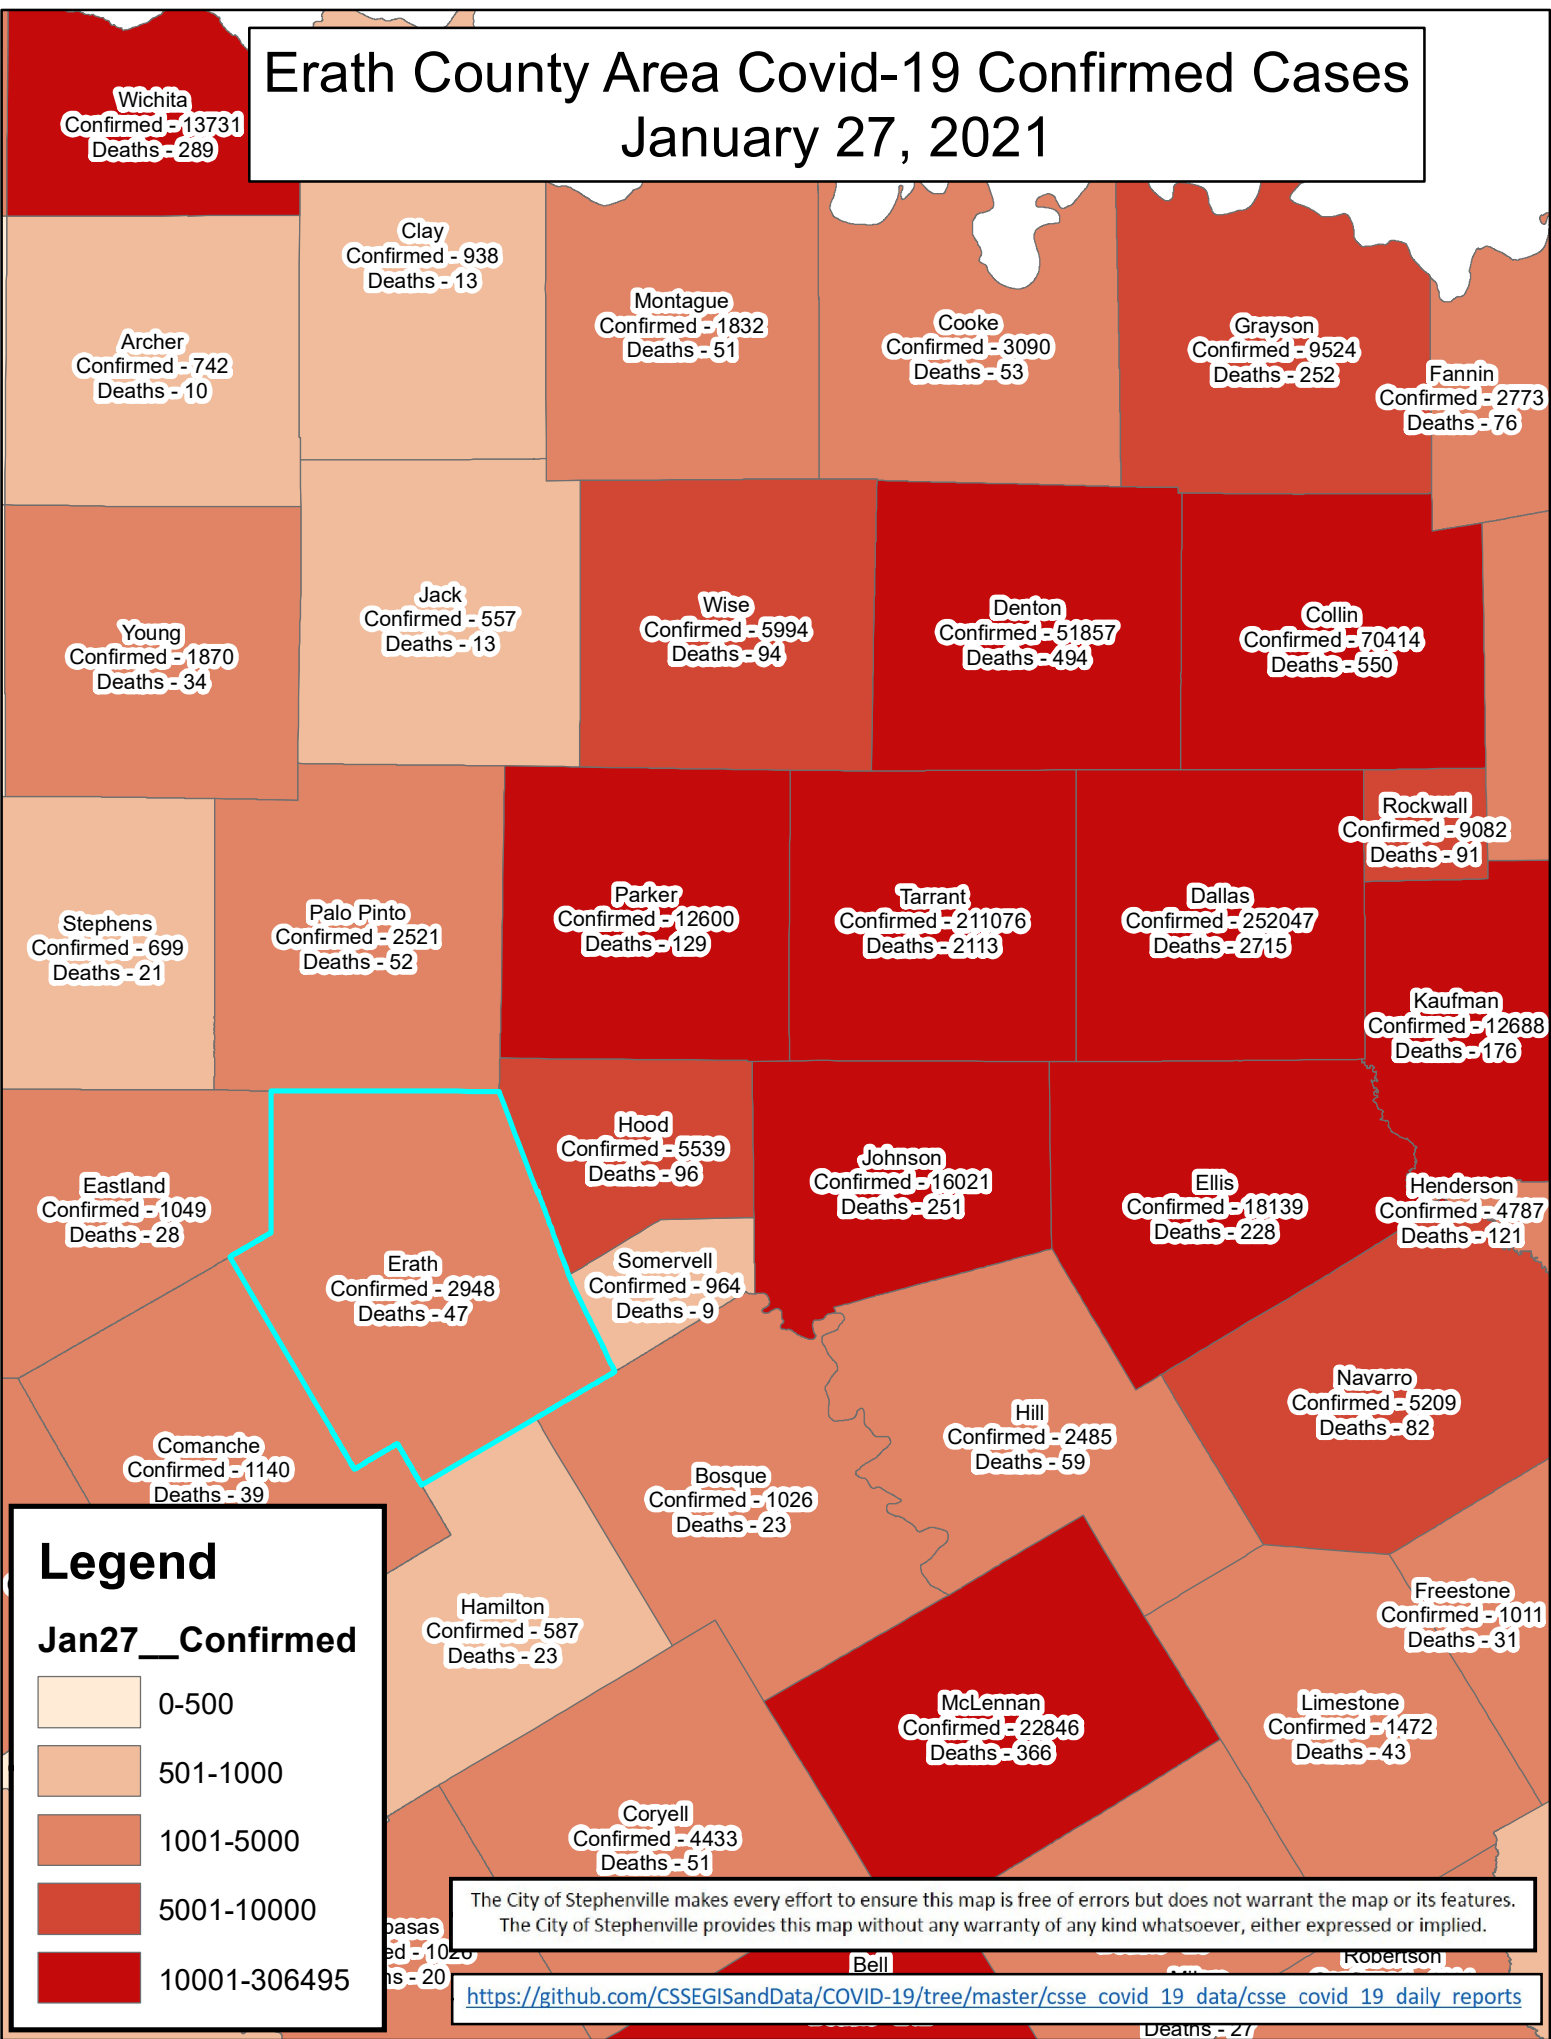 Erath County Area Covid-19 Confirmed Cases
January 27, 2021
Wichita
Confirmed - 13731
Deaths - 289
Clay
Confirmed - 938
Deaths - 13
Montague
Confirmed - 1832
Deaths - 51
Cooke
Confirmed - 3090
Deaths - 53
Grayson
Confirmed - 9524
Deaths - 252
Archer
Confirmed - 742
Deaths - 10
Fannin
Confirmed - 2773
Deaths - 76
Young
Confirmed - 1870
Deaths - 34
Jack
Confirmed - 557
Deaths - 13
Wise
Confirmed - 5994
Deaths - 94
Denton
Confirmed - 51857
Deaths - 494
Collin
Confirmed - 70414
Deaths - 550
Rockwall
Confirmed - 9082
Deaths - 91
Stephens
Confirmed - 699
Deaths - 21
Palo Pinto
Confirmed - 2521
Deaths - 52
Parker
Confirmed - 12600
Deaths - 129
Tarrant
Confirmed - 211076
Deaths - 2113
Dallas
Confirmed - 252047
Deaths - 2715
Kaufman
Confirmed - 12688
Deaths - 176
Eastland
Confirmed - 1049
Deaths - 28
Hood
Confirmed - 5539
Deaths - 96
Johnson
Confirmed - 16021
Deaths - 251
Ellis
Confirmed - 18139
Deaths - 228
Henderson
Confirmed - 4787
Deaths - 121
Erath
Confirmed - 2948
Deaths - 47
Somervell
Confirmed - 964
Deaths - 9
Navarro
Confirmed - 5209
Deaths - 82
Hill
Confirmed - 2485
Deaths - 59
Comanche
Confirmed - 1140
Deaths - 39
Bosque
Confirmed - 1026
Deaths - 23
Hamilton
Confirmed - 587
Deaths - 23
Freestone
Confirmed - 1011
Deaths - 31
McLennan
Confirmed - 22846
Deaths - 366
Limestone
Confirmed - 1472
Deaths - 43
Coryell
Confirmed - 4433
Deaths - 51
Legend
Jan27__Confirmed
0-500
501-1000
1001-5000
5001-10000
10001-306495
The City of Stephenville makes every effort to ensure this map is free of errors but does not warrant the map or its features.
The City of Stephenville provides this map without any warranty of any kind whatsoever, either expressed or implied.
pasas
ed - 1026
ns - 20
Bell
Robertson
https://github.com/CSSEGISandData/COVID-19/tree/master/csse_covid_19_data/csse_covid_19_daily_reports
Deaths - 27